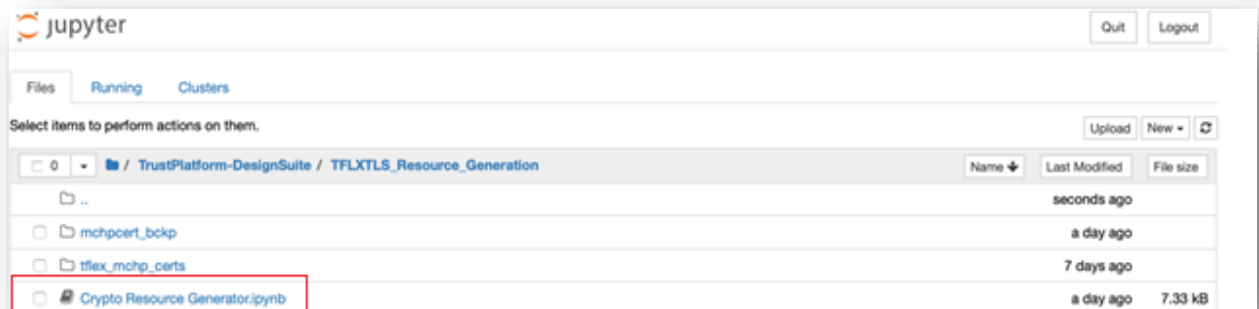 jupyter
Quit Logout
Files Running Clusters
Select items to perform actions on them.
Upload New
0 / TrustPlatform-DesignSuite / TFLXTLS_Resource_Generation Name Last Modified File size
.. seconds ago
mchpcert_bckp a day ago
tflex_mchp_certs 7 days ago
Crypto Resource Generator.ipynb a day ago 7.33 kB